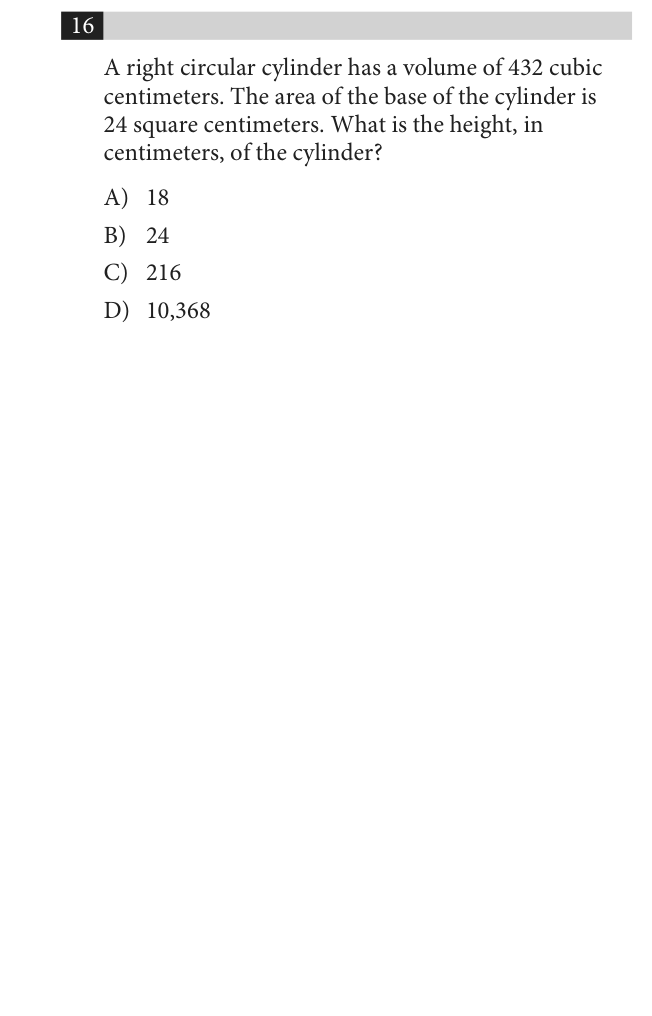 16
A right circular cylinder has a volume of 432 cubic
centimeters. The area of the base of the cylinder is
24 square centimeters. What is the height, in
centimeters, of the cylinder?
A) 18
B) 24
C) 216
D) 10,368